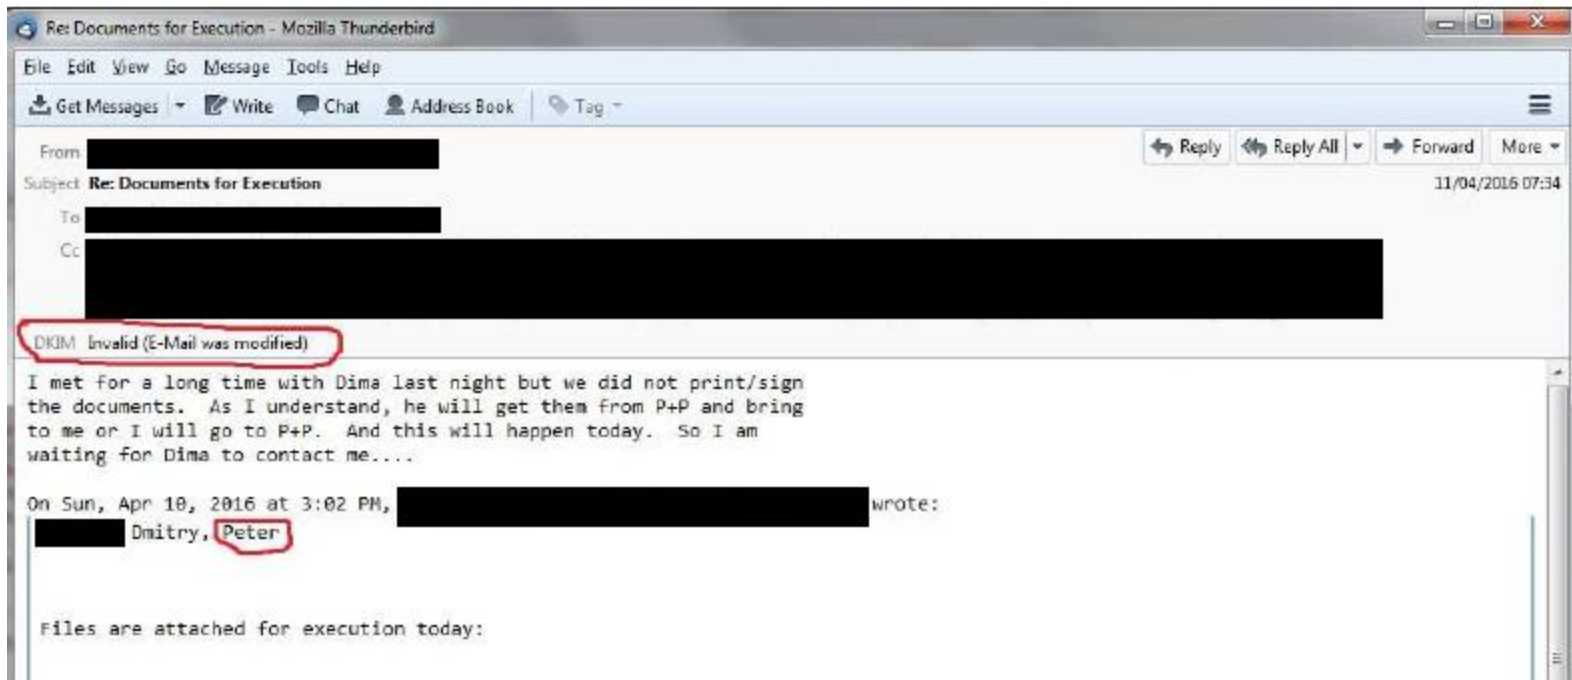 Re: Documents for Execution - Mozilla Thunderbird
File Edit View Go Message Tools Help
Get Messages Write Chat Address Book Tag
From Reply Reply All Forward More
Subject Re: Documents for Execution 11/04/2016 07:34
To
Cc
DKIM Invalid (E-Mail was modified)
I met for a long time with Dima last night but we did not print/sign
the documents. As I understand, he will get them from P+P and bring
to me or I will go to P+P. And this will happen today. So I am
waiting for Dima to contact me....
On Sun, Apr 10, 2016 at 3:02 PM, wrote:
Dmitry, Peter
Files are attached for execution today: